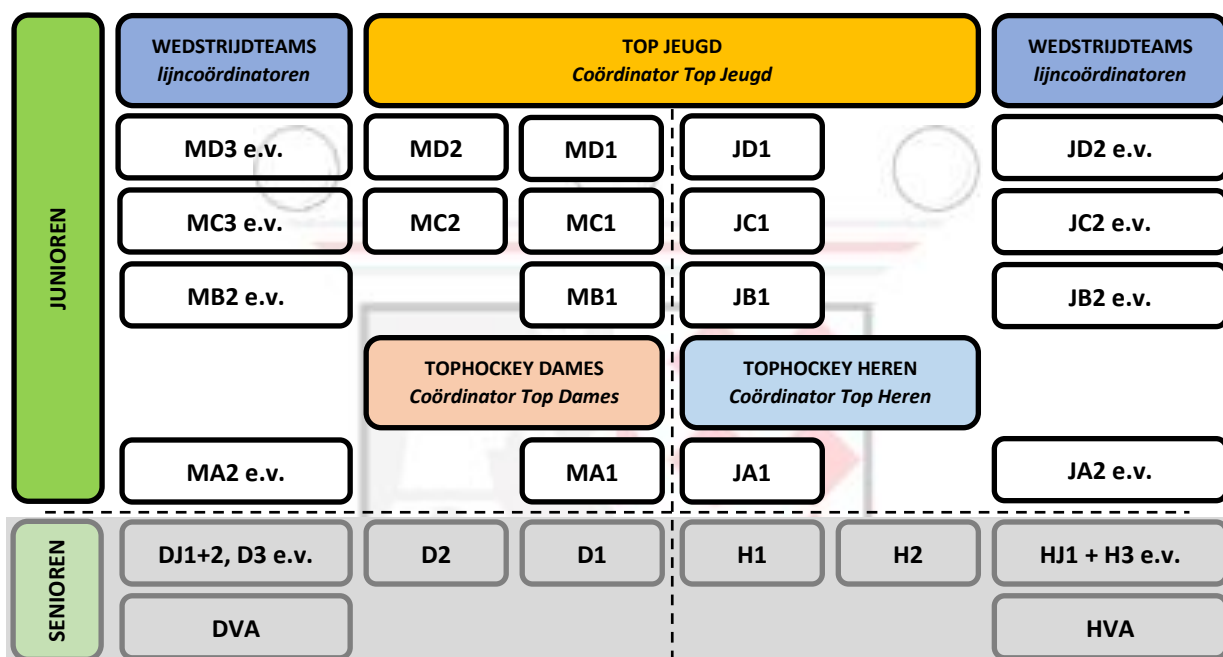 WEDSTRIJDTEAMS
lijncoördinatoren
TOP JEUGD
Coördinator Top Jeugd
WEDSTRIJDTEAMS
lijncoördinatoren
JUNIOREN
MD3 e.v.
MD2
MD1
JD1
JD2 e.v.
MC3 e.v.
MC2
MC1
JC1
JC2 e.v.
MB2 e.v.
MB1
JB1
JB2 e.v.
TOPHOCKEY DAMES
Coördinator Top Dames
TOPHOCKEY HEREN
Coördinator Top Heren
MA2 e.v.
MA1
JA1
JA2 e.v.
SENIOREN
DJ1+2, D3 e.v.
D2
D1
H1
H2
HJ1 + H3 e.v.
DVA
HVA